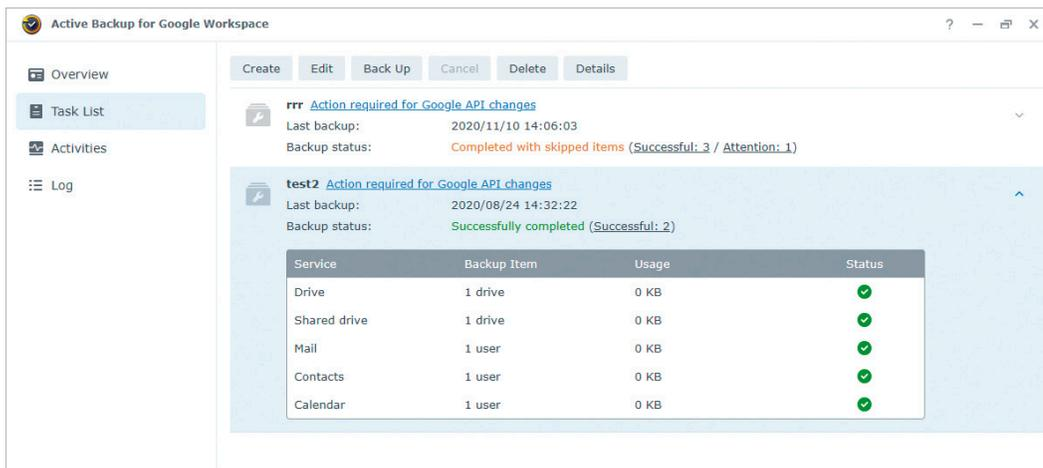 Active Backup for Google Workspace
Overview
Task List
Activities
Log
Create Edit Back Up Cancel Delete Details
rrr Action required for Google API changes
Last backup: 2020/11/10 14:06:03
Backup status: Completed with skipped items (Successful: 3 / Attention: 1)
test2 Action required for Google API changes
Last backup: 2020/08/24 14:32:22
Backup status: Successfully completed (Successful: 2)
Service Backup Item Usage Status
Drive 1 drive 0 KB
Shared drive 1 drive 0 KB
Mail 1 user 0 KB
Contacts 1 user 0 KB
Calendar 1 user 0 KB